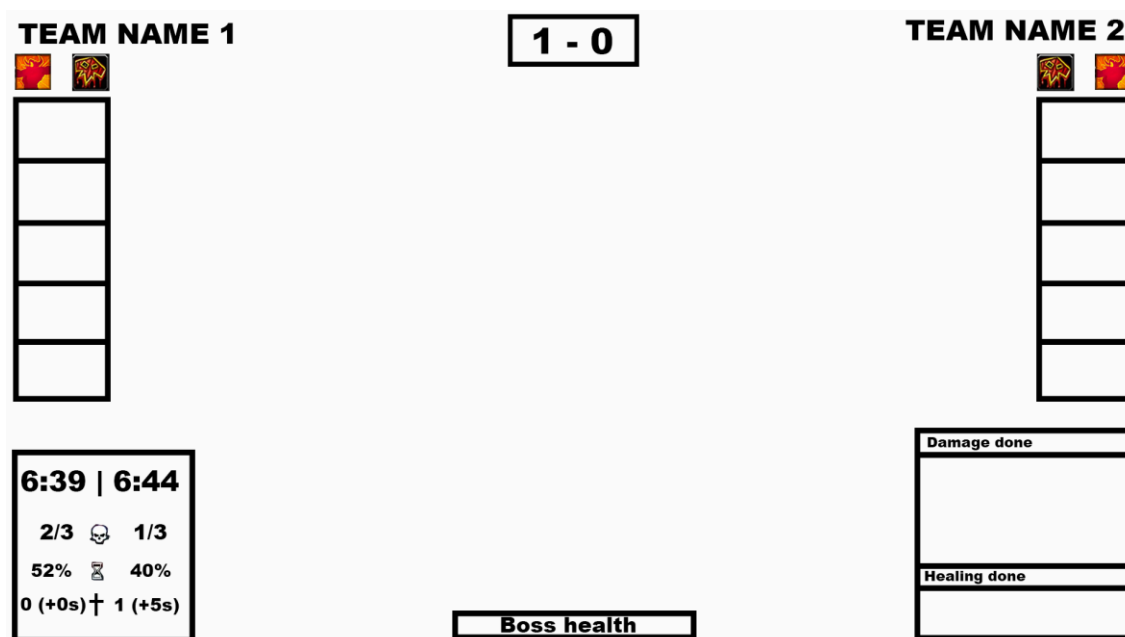 TEAM NAME 1
1 - 0
TEAM NAME 2
6:39 | 6:44
2/3 1/3
52% 40%
0 (+0s) 1 (+5s)
Damage done
Healing done
Boss health